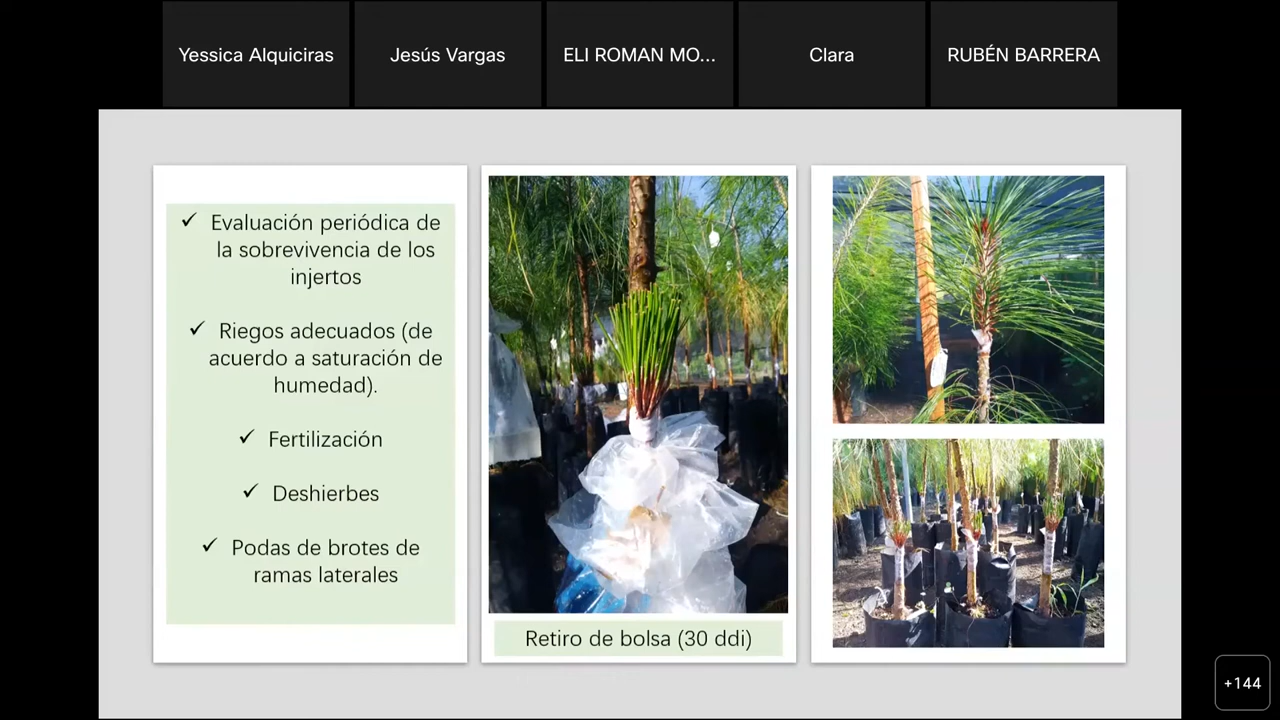 Yessica Alquiciras
Jesús Vargas
ELI ROMAN MO...
Clara
RUBÉN BARRERA
✓ Evaluación periódica de
la sobrevivencia de los
injertos
✓ Riegos adecuados (de
acuerdo a saturación de
humedad).
✓ Fertilización
✓ Deshierbes
✓ Podas de brotes de
ramas laterales
Retiro de bolsa (30 ddi)
+144